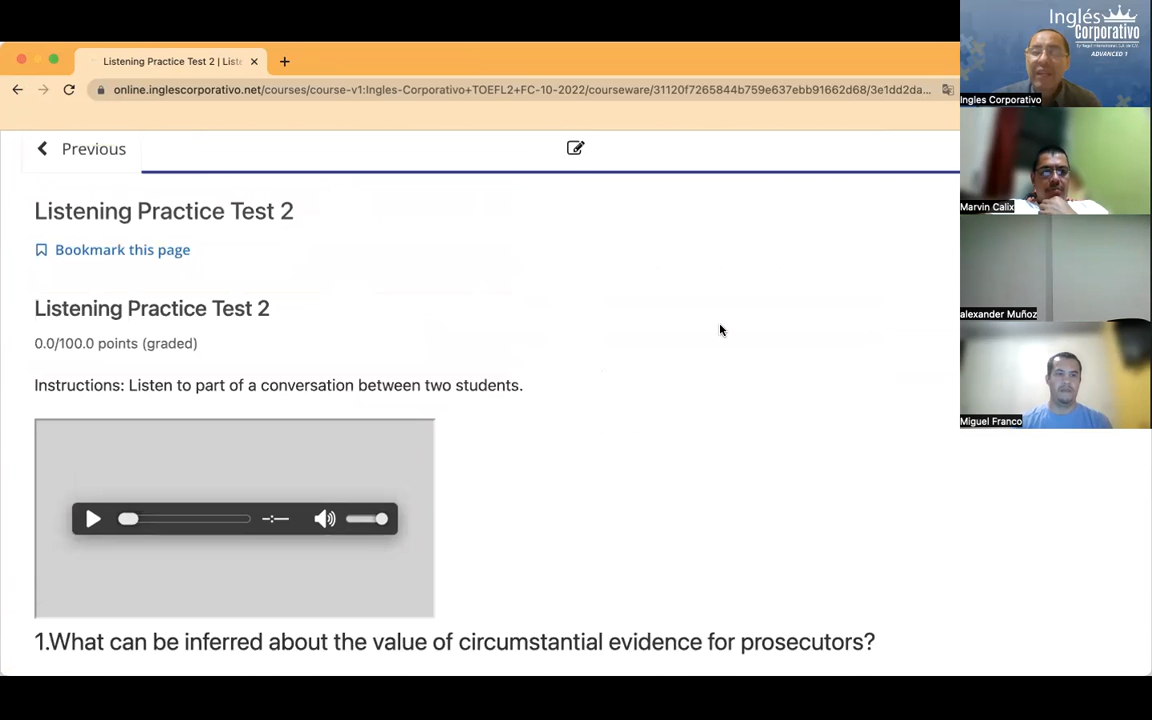 Listening Practice Test 2 | Liste
online.inglescorporativo.net/courses/course-v1:Ingles-Corporativo+TOEFL2+FC-10-2022/courseware/31120f7265844b759e637ebb91662d68/3e1dd2da...
Previous
Listening Practice Test 2
Bookmark this page
Listening Practice Test 2
0.0/100.0 points (graded)
Instructions: Listen to part of a conversation between two students.
-:-
1.What can be inferred about the value of circumstantial evidence for prosecutors?
Inglés
Corporativo
ADVANCED 1
Ingles Corporativo
Marvin Calix
alexander Muñoz
Miguel Franco